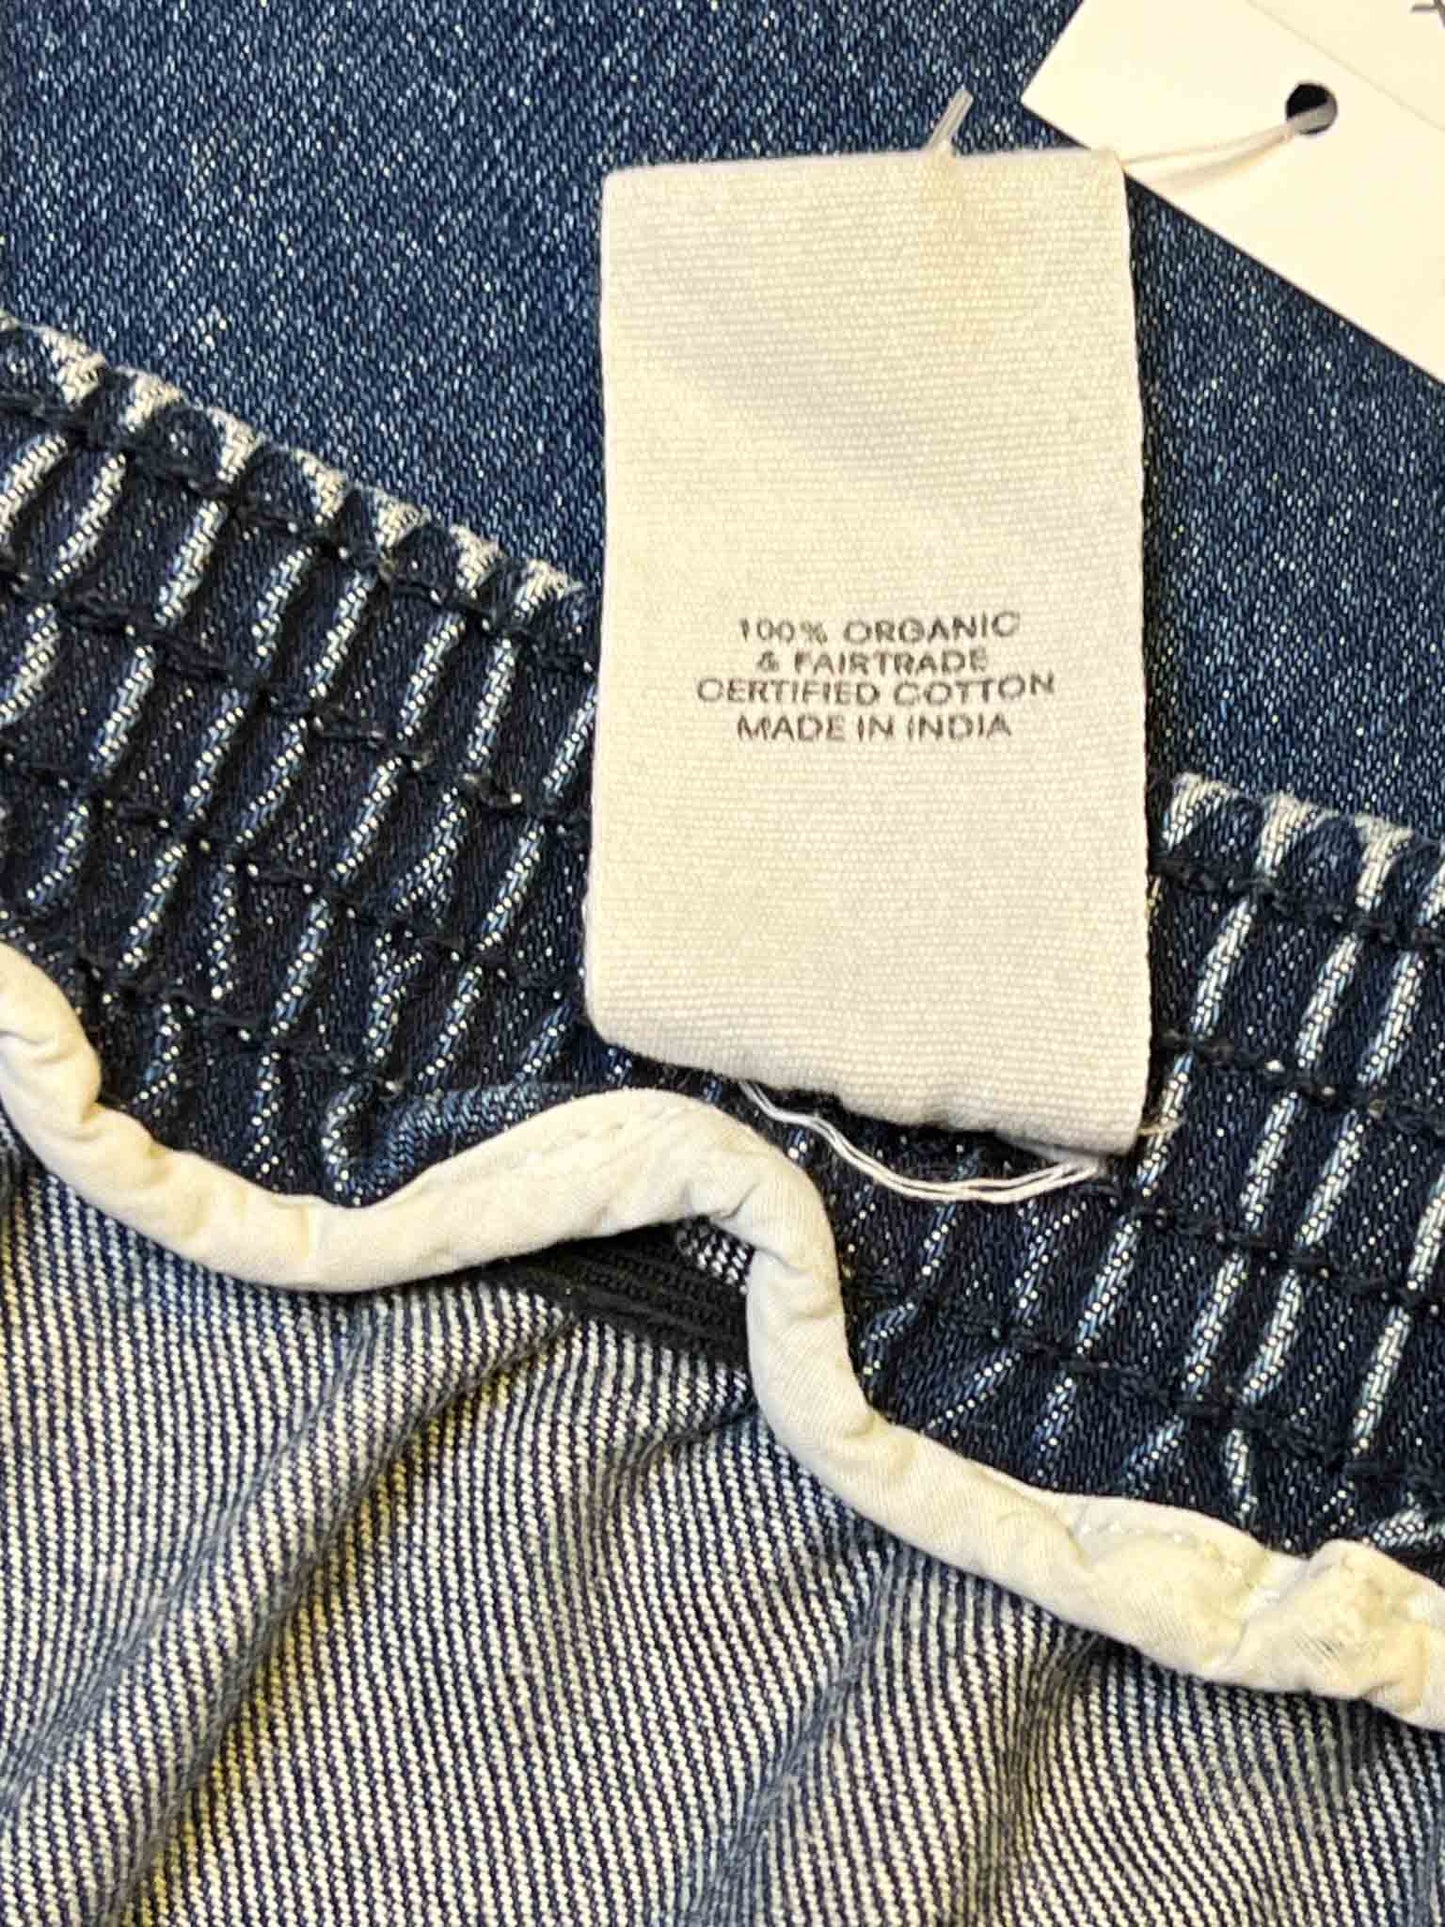 100% ORGANIC
& FAIRTRADE
CERTIFIED COTTON
MADE IN INDIA